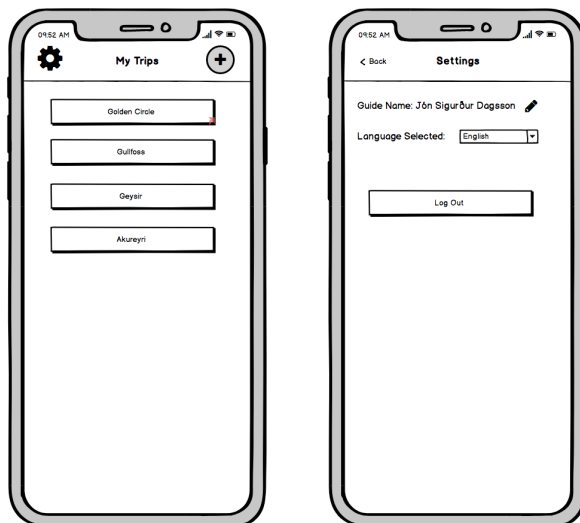 09:52 AM
My Trips
Golden Circle
Gullfoss
Geysir
Akureyri
09:52 AM
< Back
Settings
Guide Name: Jón Sigurður Dagsson
Language Selected: English
Log Out